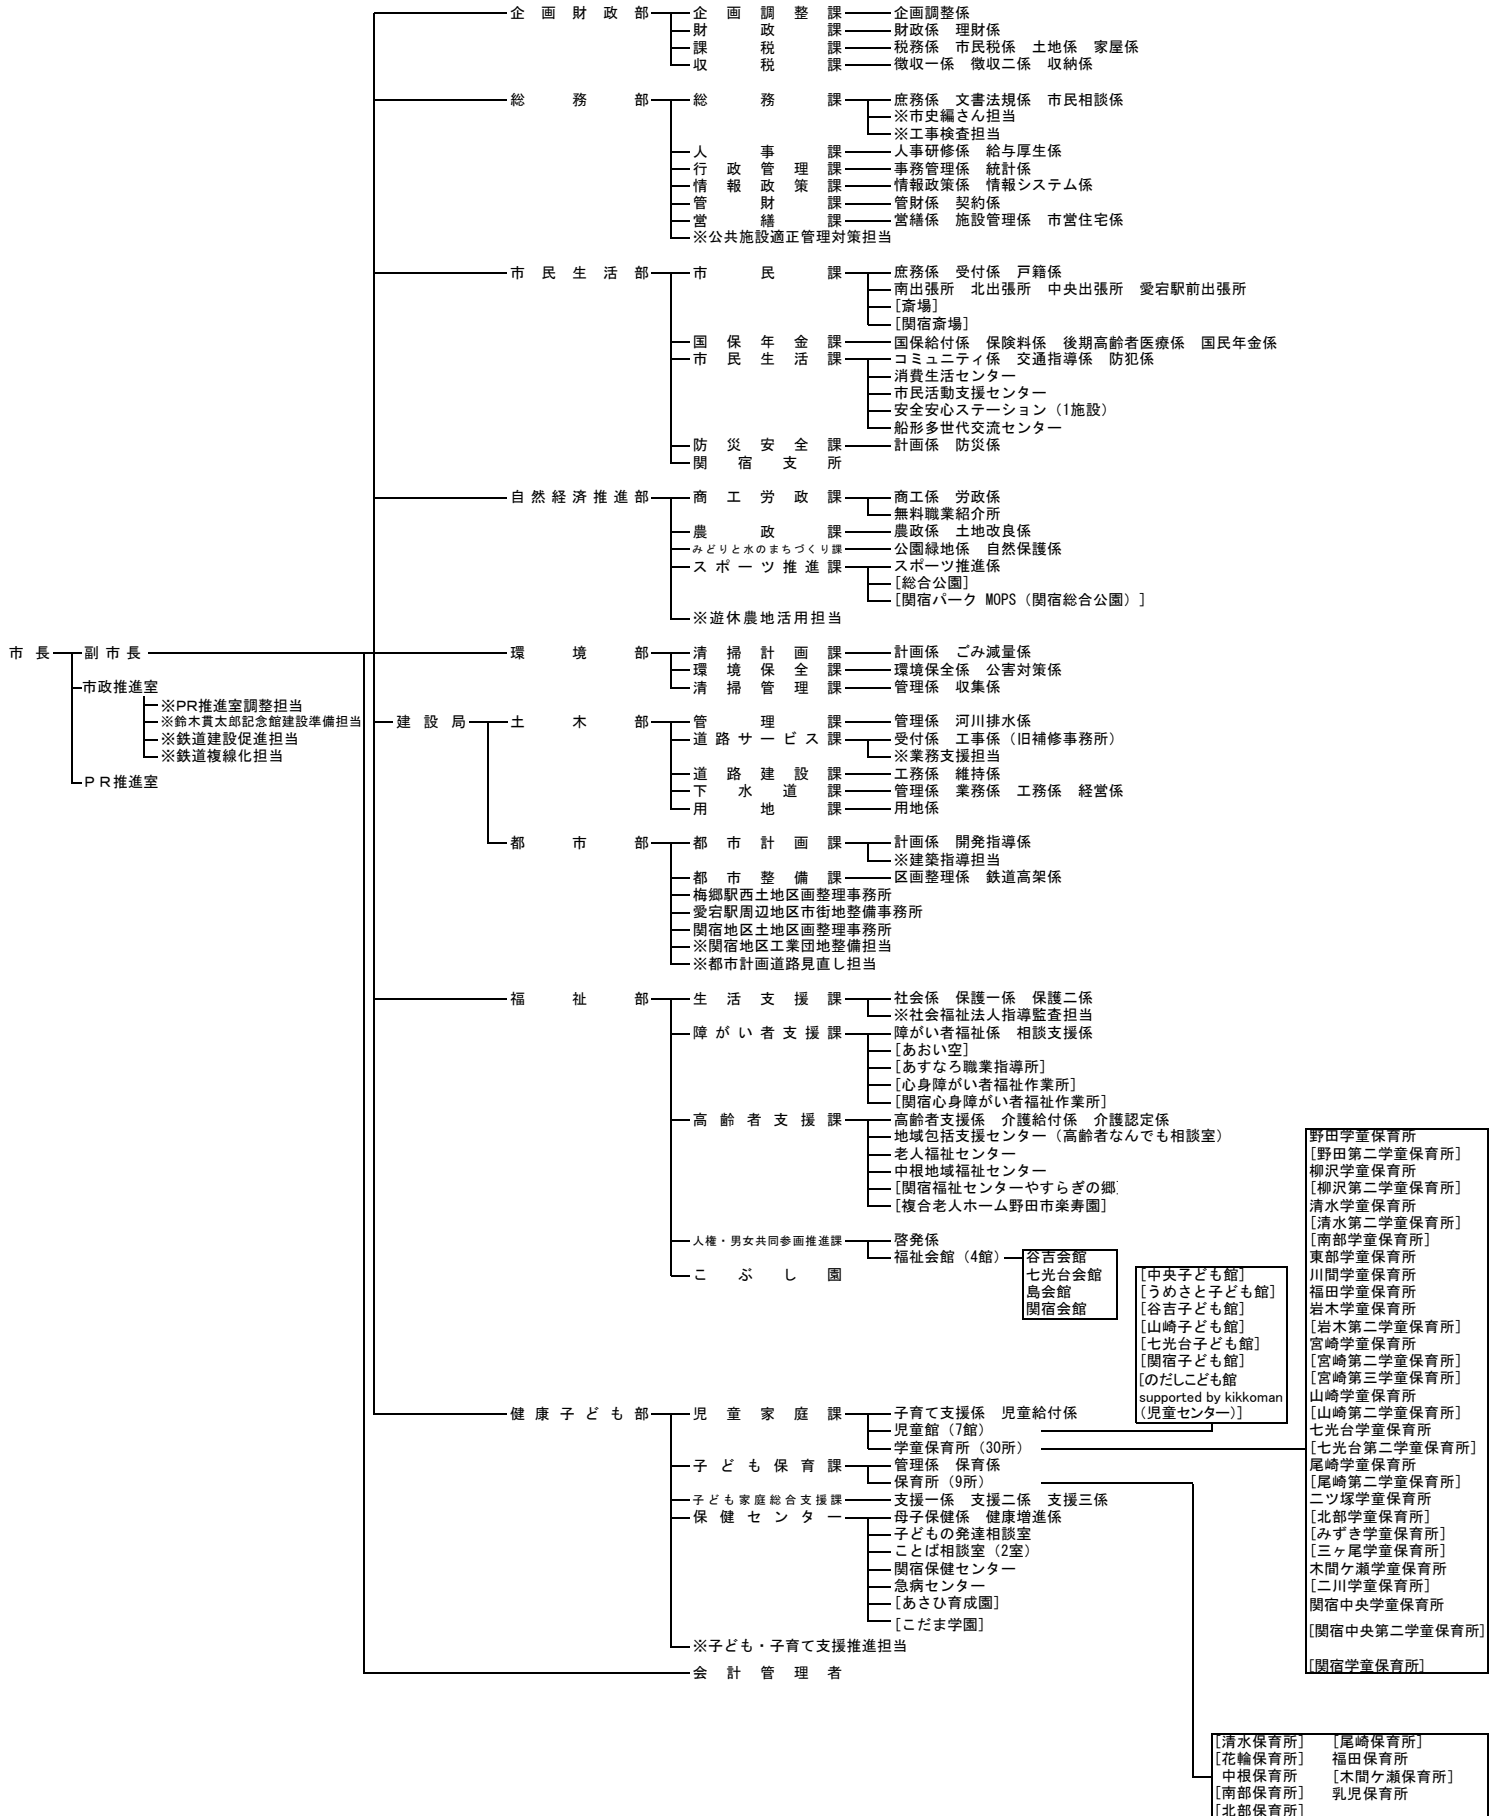 企画財政部 企画調整課 企画調整係
財政課 財政係 理財係
課税課 税務係 市民税係 土地係 家屋係
収税課 徴収一係 徴収二係 収納係
総務部 総務課 庶務係 文書法規係 市民相談係
※市史編さん担当
※工事検査担当
人事課 人事研修係 給与厚生係
行政管理課 事務管理係 統計係
情報政策課 情報政策係 情報システム係
管財課 管財係 契約係
営繕課 営繕係 施設管理係 市営住宅係
※公共施設適正管理対策担当
市民生活部 市民課 庶務係 受付係 戸籍係
南出張所 北出張所 中央出張所 愛宕駅前出張所
[斎場]
[関宿斎場]
国保年金課 国保給付係 保険料係 後期高齢者医療係 国民年金係
市民生活課 コミュニティ係 交通指導係 防犯係
消費生活センター
市民活動支援センター
安全安心ステーション（1施設）
船形多世代交流センター
防災安全課 計画係 防災係
関宿支所
自然経済推進部 商工労政課 商工係 労政係
無料職業紹介所
農政課 農政係 土地改良係
みどりと水のまちづくり課 公園緑地係 自然保護係
スポーツ推進課 スポーツ推進係
[総合公園]
[関宿パーク MOPS（関宿総合公園）]
※遊休農地活用担当
市長 副市長 環境部 清掃計画課 計画係 ごみ減量係
環境保全課 環境保全係 公害対策係
市政推進室 清掃管理課 管理係 収集係
※PR推進室調整担当
※鈴木貫太郎記念館建設準備担当
※鉄道建設促進担当
※鉄道複線化担当
ＰＲ推進室
建設局 土木部 管理課 管理係 河川排水係
道路サービス課 受付係 工事係（旧補修事務所）
※業務支援担当
道路建設課 工務係 維持係
下水道課 管理係 業務係 工務係 経営係
用地課 用地係
都市部 都市計画課 計画係 開発指導係
※建築指導担当
都市整備課 区画整理係 鉄道高架係
梅郷駅西土地区画整理事務所
愛宕駅周辺地区市街地整備事務所
関宿地区土地区画整理事務所
※関宿地区工業団地整備担当
※都市計画道路見直し担当
福祉部 生活支援課 社会係 保護一係 保護二係
※社会福祉法人指導監査担当
障がい者支援課 障がい者福祉係 相談支援係
[あおい空]
[あすなろ職業指導所]
[心身障がい者福祉作業所]
[関宿心身障がい者福祉作業所]
高齢者支援課 高齢者支援係 介護給付係 介護認定係
地域包括支援センター（高齢者なんでも相談室）
老人福祉センター
中根地域福祉センター
[関宿福祉センターやすらぎの郷]
[複合老人ホーム野田市楽寿園]
人権・男女共同参画推進課 啓発係
福祉会館（4館）
谷吉会館
七光台会館
島会館
関宿会館
こぶし園
健康子ども部 児童家庭課 子育て支援係 児童給付係
児童館（7館）
学童保育所（30所）
[中央子ども館]
[うめさと子ども館]
[谷吉子ども館]
[山崎子ども館]
[七光台子ども館]
[関宿子ども館]
[のだしこども館
supported by kikkoman
（児童センター）]
子ども保育課 管理係 保育係
保育所（9所）
子ども家庭総合支援課 支援一係 支援二係 支援三係
保健センター 母子保健係 健康増進係
子どもの発達相談室
ことば相談室（2室）
関宿保健センター
急病センター
[あさひ育成園]
[こだま学園]
※子ども・子育て支援推進担当
会計管理者
野田学童保育所
[野田第二学童保育所]
柳沢学童保育所
[柳沢第二学童保育所]
清水学童保育所
[清水第二学童保育所]
[南部学童保育所]
東部学童保育所
川間学童保育所
福田学童保育所
岩木学童保育所
[岩木第二学童保育所]
宮崎学童保育所
[宮崎第二学童保育所]
[宮崎第三学童保育所]
山崎学童保育所
[山崎第二学童保育所]
七光台学童保育所
[七光台第二学童保育所]
尾崎学童保育所
[尾崎第二学童保育所]
二ツ塚学童保育所
[北部学童保育所]
[みずき学童保育所]
[三ヶ尾学童保育所]
木間ケ瀬学童保育所
[二川学童保育所]
関宿中央学童保育所
[関宿中央第二学童保育所]
[関宿学童保育所]
[清水保育所] [尾崎保育所]
[花輪保育所] 福田保育所
中根保育所 [木間ケ瀬保育所]
[南部保育所] 乳児保育所
[北部保育所]